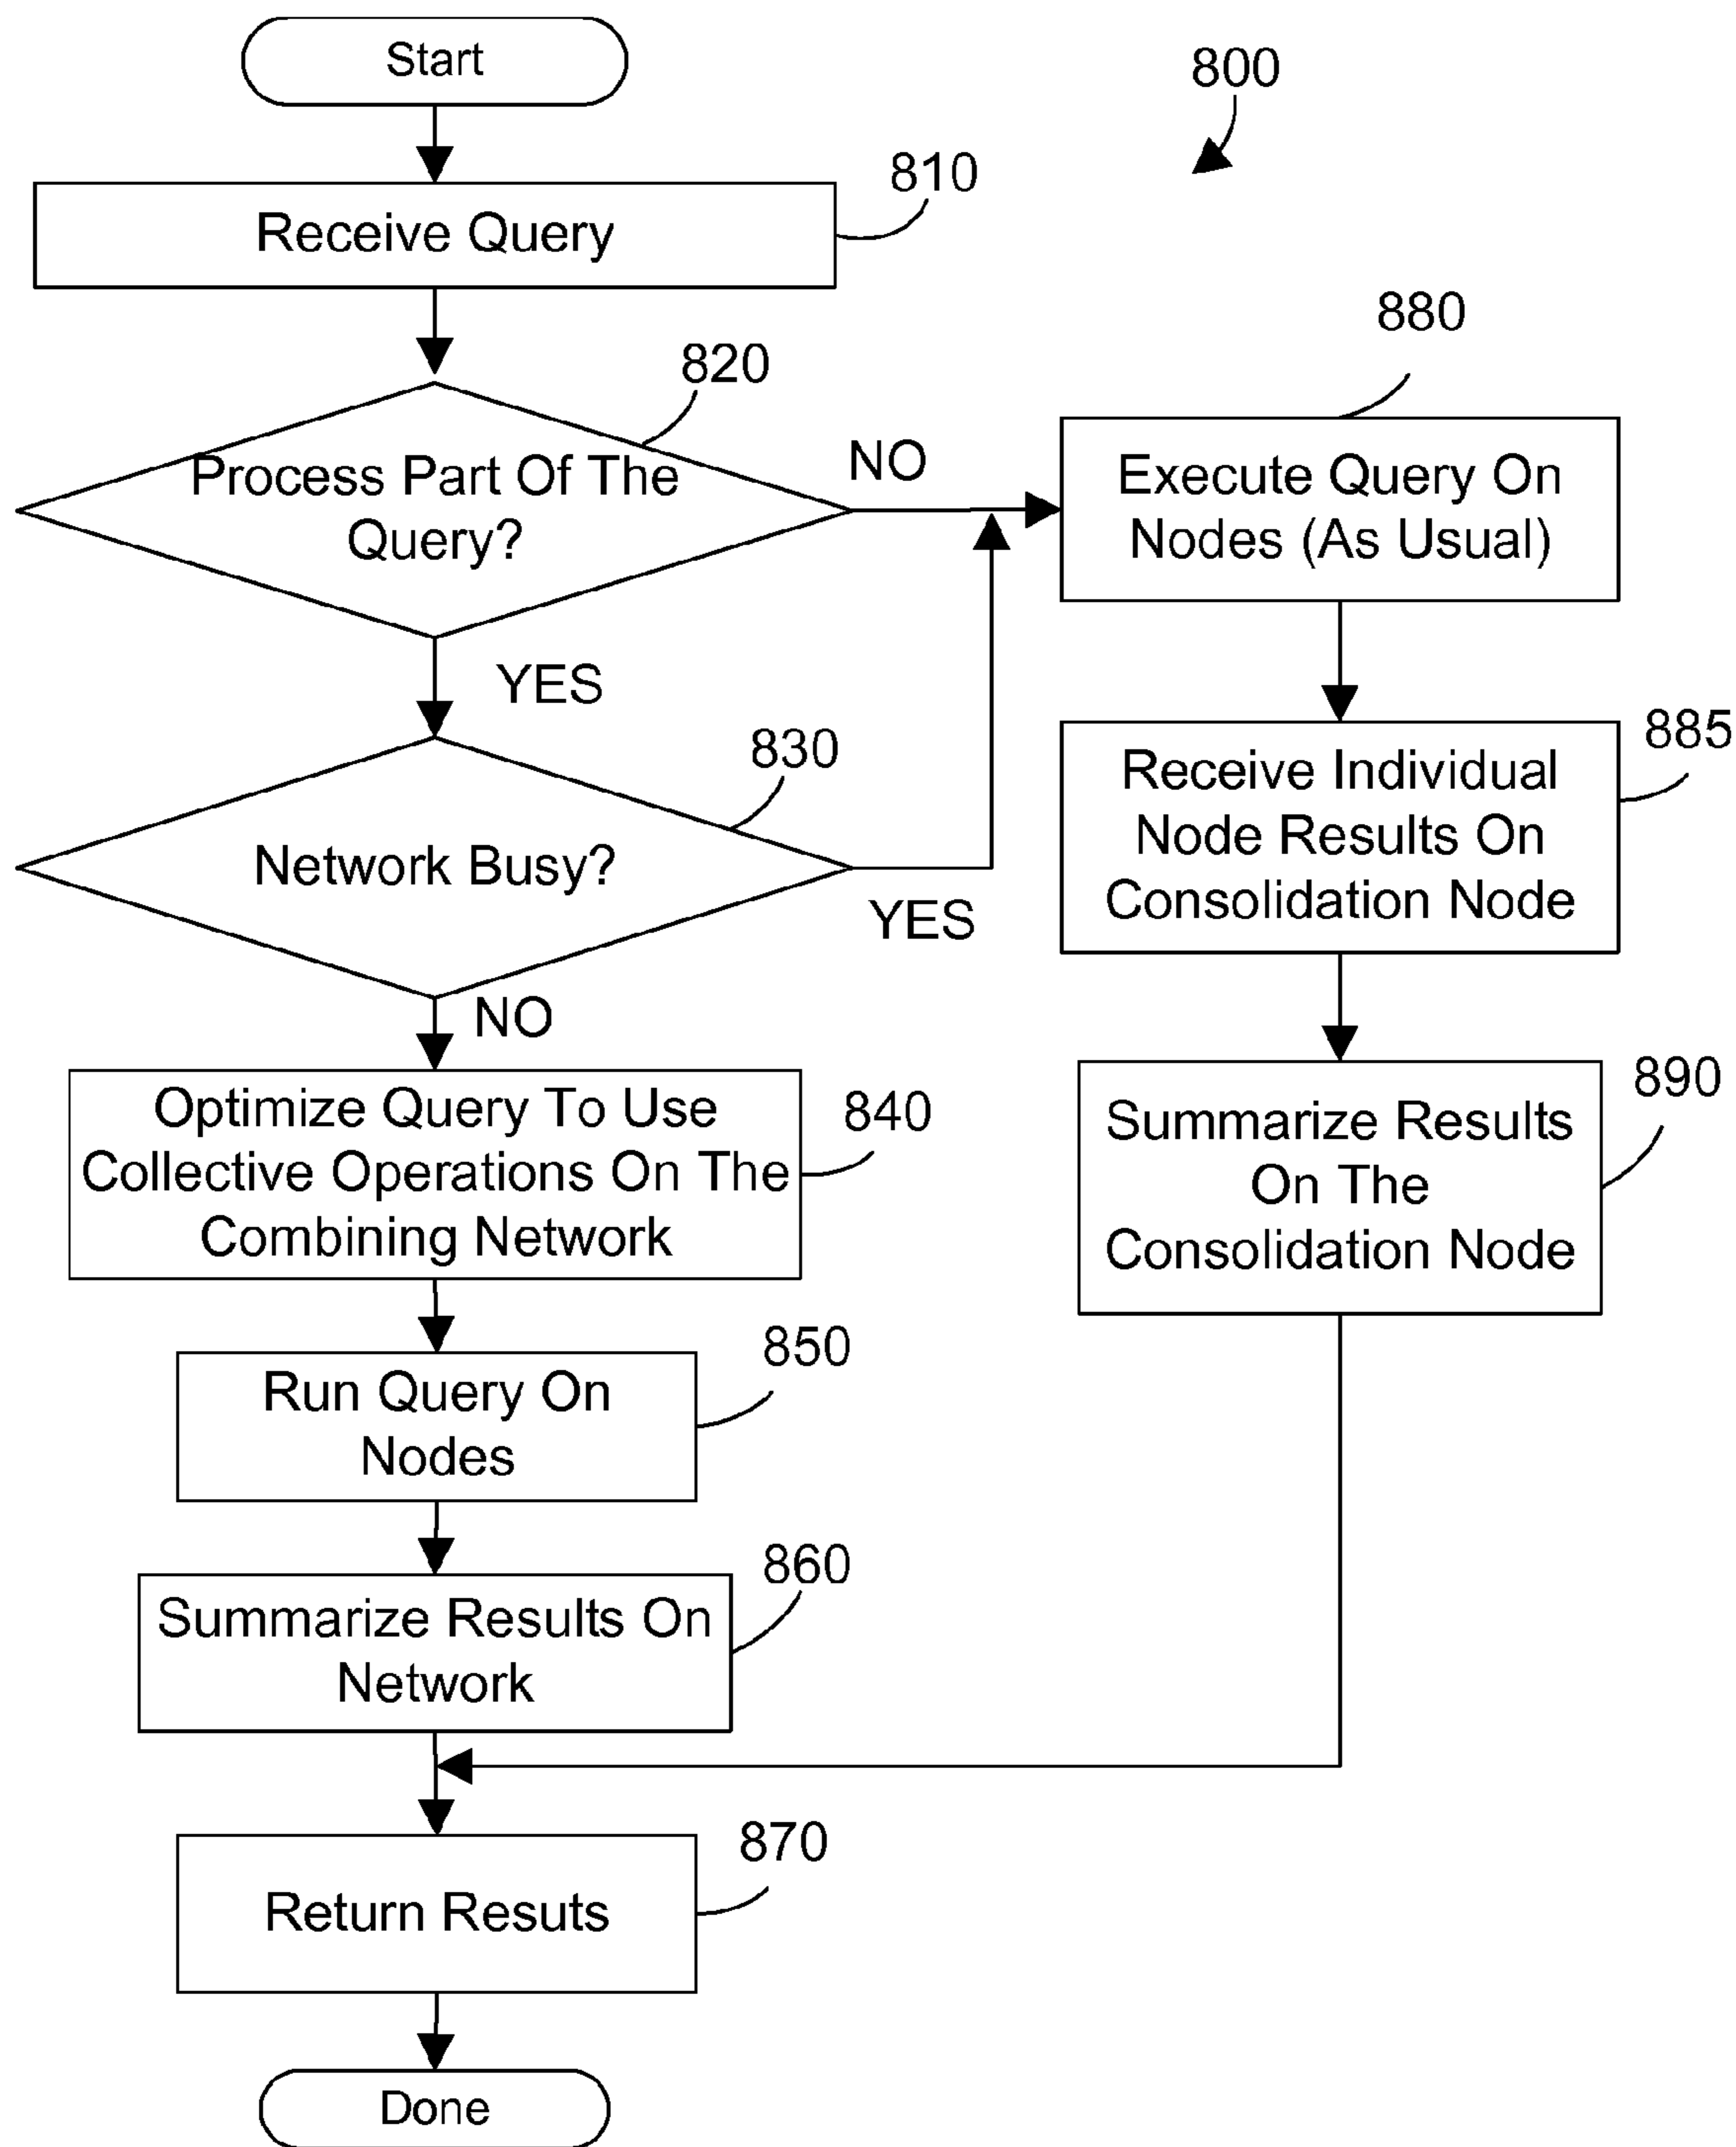 Start
800
810
Receive Query
820
880
Process Part Of The
Query?
NO
Execute Query On
Nodes (As Usual)
YES
830
885
Network Busy?
YES
Receive Individual
Node Results On
Consolidation Node
NO
840
Optimize Query To Use
Collective Operations On The
Combining Network
890
Summarize Results
On The
Consolidation Node
850
Run Query On
Nodes
860
Summarize Results On
Network
870
Return Resuts
Done